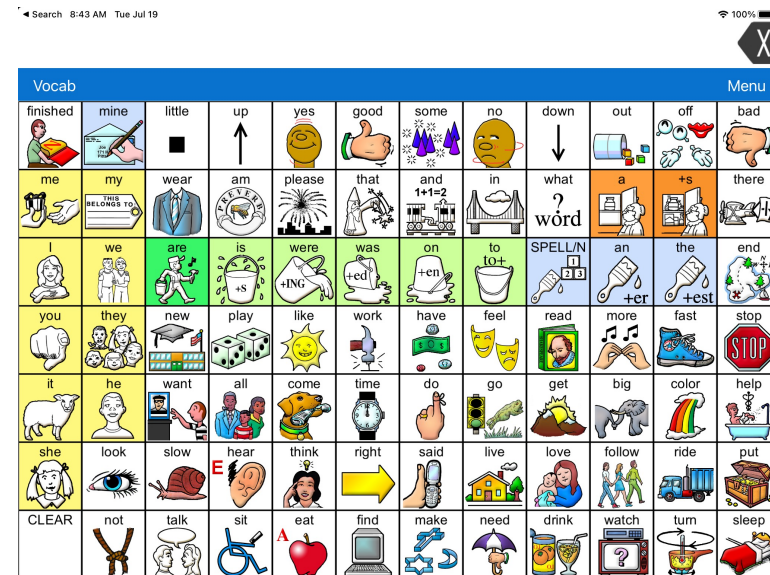 Search 8:43 AM Tue Jul 19 100%
X
Vocab Menu
finished mine little up yes good some no down out off bad
me my wear am please that and in what a +s there
THIS BELONGS TO PREVERB 1+1=2 ? word
I we are is were was on to SPELL/N an the end
+s +ING +ed +en to+ 1 2 3 +er +est N
you they new play like work have feel read more fast stop
STOP
it he want all come time do go get big color help
she look slow hear think right said live love follow ride put
E
CLEAR not talk sit eat find make need drink watch turn sleep
A ?